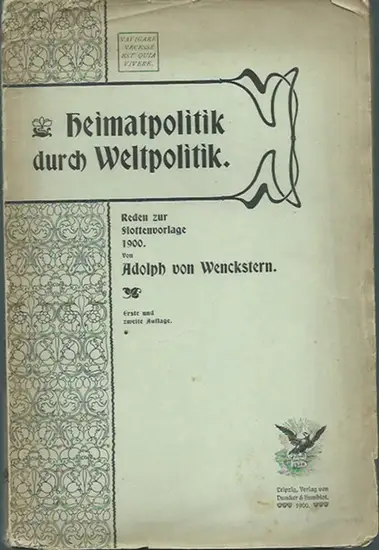 NAVIGARE
NECESSE
EST QUIA
VIVERE.
Heimatpolitik
durch Weltpolitik.
Reden zur
Flottenvorlage
1900.
Von
Adolph von Wenckstern.
Erste und
zweite Auflage.
Leipzig, Verlag von
Duncker & Humblot.
1900.